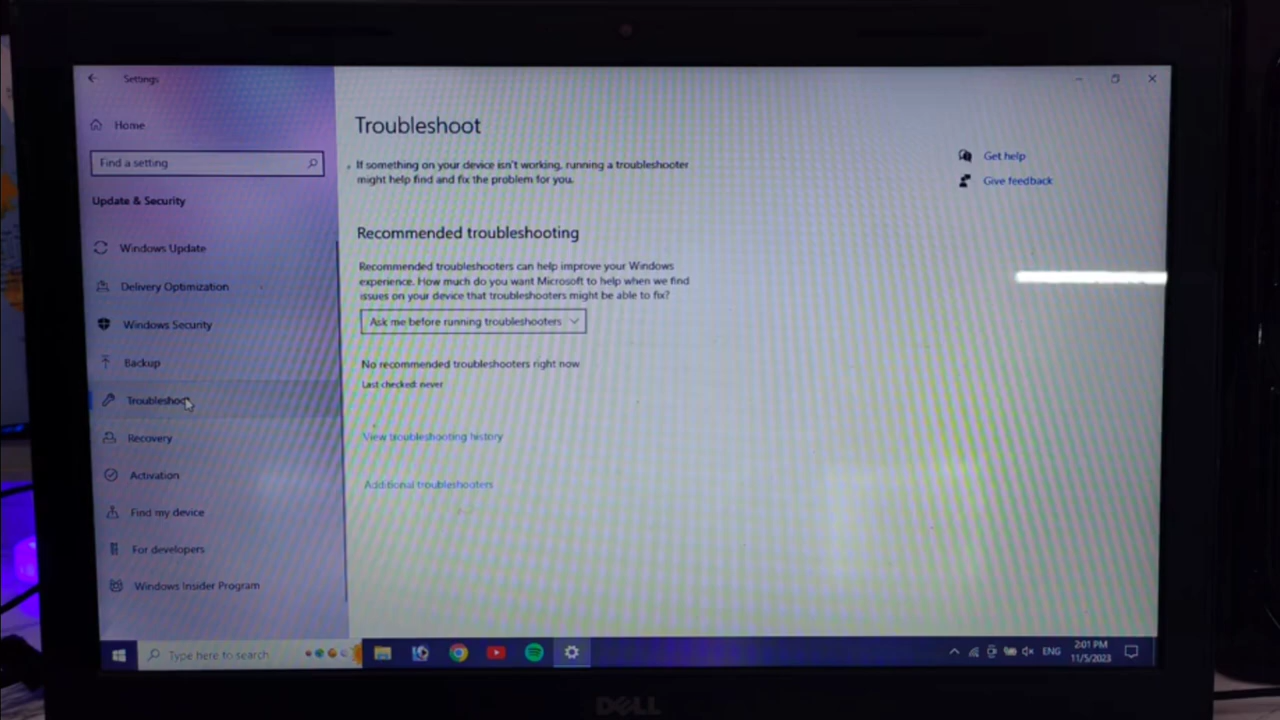 Settings
Home
Find a setting
Update & Security
Windows Update
Delivery Optimization
Windows Security
Backup
Troubleshoot
Recovery
Activation
Find my device
For developers
Windows Insider Program
Troubleshoot
If something on your device isn't working, running a troubleshooter
might help find and fix the problem for you.
Recommended troubleshooting
Recommended troubleshooters can help improve your Windows
experience. How much do you want Microsoft to help when we find
issues on your device that troubleshooters might be able to fix?
Ask me before running troubleshooters
No recommended troubleshooters right now
Last checked: never
View troubleshooting history
Additional troubleshooters
Get help
Give feedback
Type here to search
ENG
2:01 PM
11/5/2023
DELL